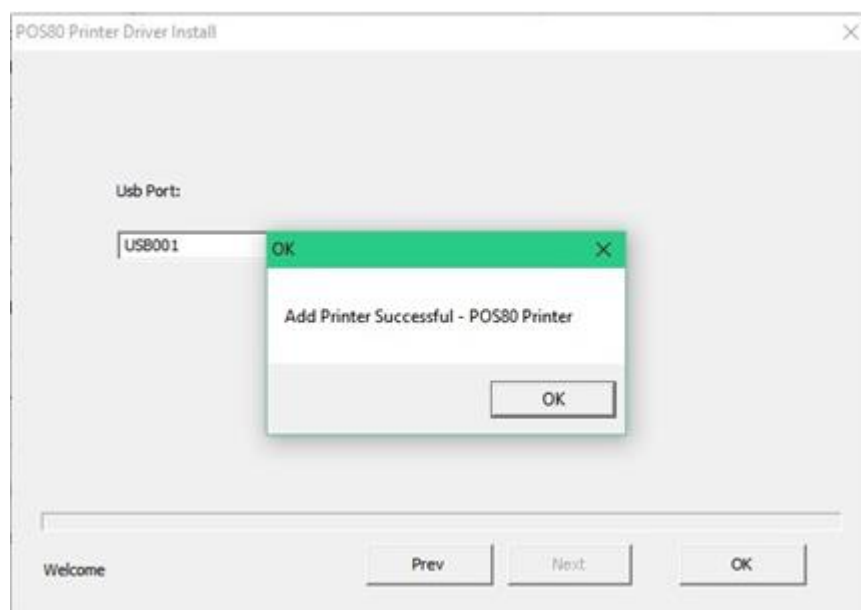 POS80 Printer Driver Install
Usb Port:
USB001
OK
Add Printer Successful - POS80 Printer
OK
Welcome
Prev
Next
OK